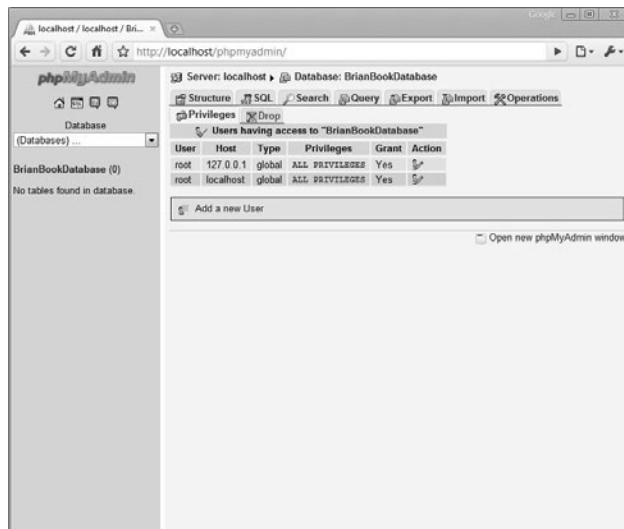 Google
localhost / localhost / Bri...
http://localhost/phpmyadmin/
phpMyAdmin
Database
(Databases) ...
BrianBookDatabase (0)
No tables found in database.
Server: localhost ▸ Database: BrianBookDatabase
Structure SQL Search Query Export Import Operations
Privileges Drop
Users having access to "BrianBookDatabase"
User Host Type Privileges Grant Action
root 127.0.0.1 global ALL PRIVILEGES Yes
root localhost global ALL PRIVILEGES Yes
Add a new User
Open new phpMyAdmin window